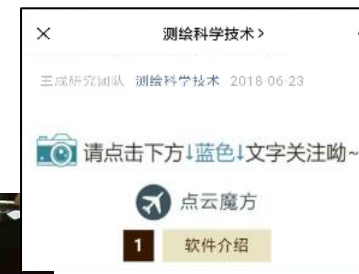 测绘科学技术>
王成研究团队 测绘科学技术 2018-06-23
请点击下方↓蓝色↓文字关注呦~
点云魔方
1 软件介绍